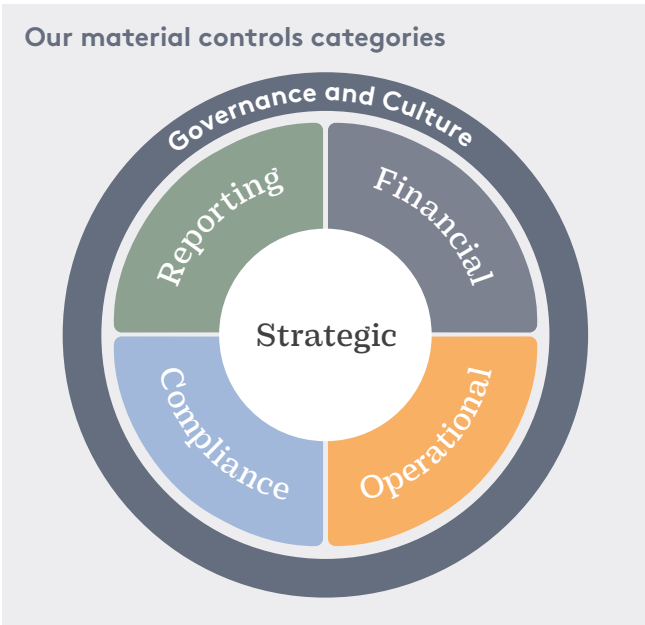 Our material controls categories
Governance and Culture
Reporting
Financial
Strategic
Compliance
Operational